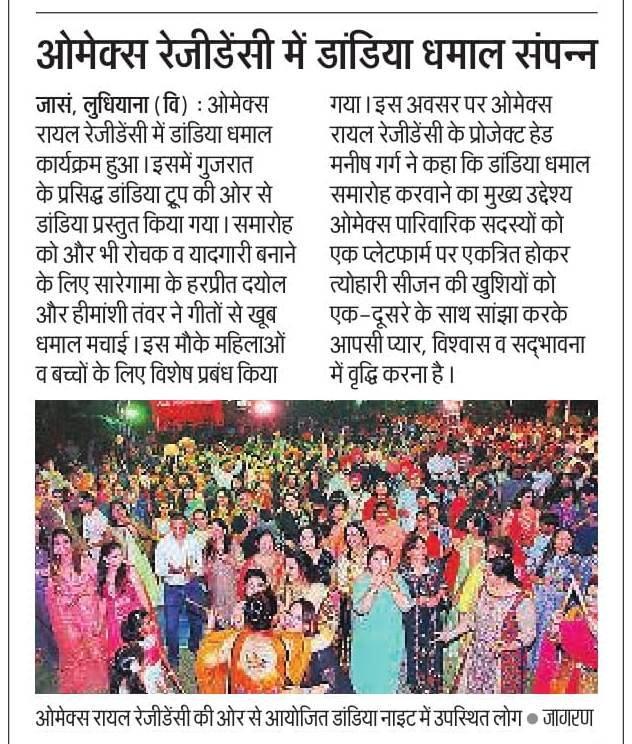 ओमेक्स रेजीडेंसी में डांडिया धमाल संपन्न
जासं, लुधियाना (वि) : ओमेक्स
रायल रेजीडेंसी में डांडिया धमाल
कार्यक्रम हुआ। इसमें गुजरात
के प्रसिद्ध डांडिया ट्रूप की ओर से
डांडिया प्रस्तुत किया गया। समारोह
को और भी रोचक व यादगारी बनाने
के लिए सारेगामा के हरप्रीत दयोल
और हीमांशी तंवर ने गीतों से खूब
धमाल मचाई। इस मौके महिलाओं
व बच्चों के लिए विशेष प्रबंध किया
गया। इस अवसर पर ओमेक्स
रायल रेजीडेंसी के प्रोजेक्ट हेड
मनीष गर्ग ने कहा कि डांडिया धमाल
समारोह करवाने का मुख्य उद्देश्य
ओमेक्स पारिवारिक सदस्यों को
एक प्लेटफार्म पर एकत्रित होकर
त्योहारी सीजन की खुशियों को
एक-दूसरे के साथ सांझा करके
आपसी प्यार, विश्वास व सद्भावना
में वृद्धि करना है।
ओमेक्स रायल रेजीडेंसी की ओर से आयोजित डांडिया नाइट में उपस्थित लोग ● जागरण